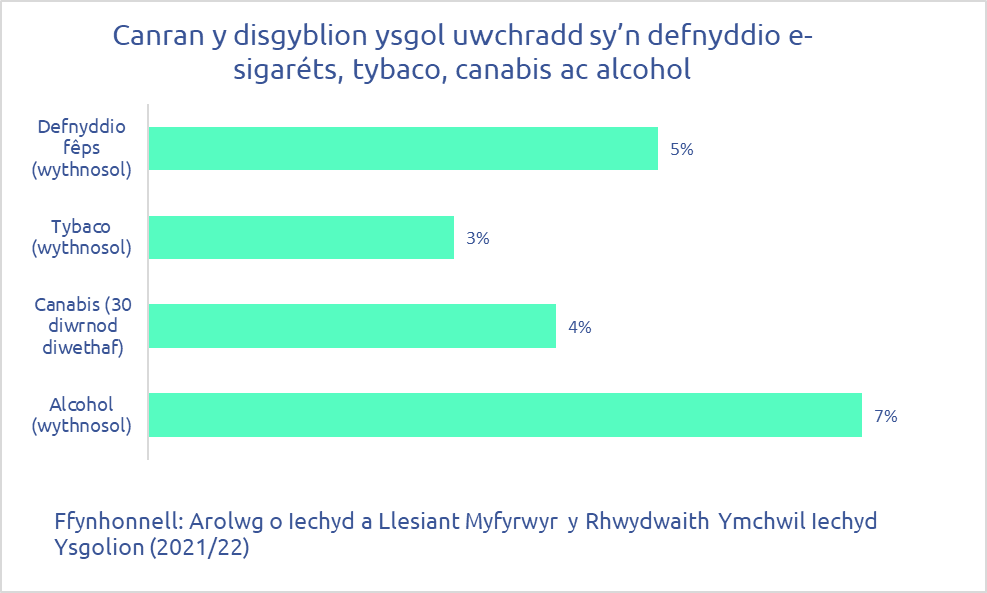 Canran y disgyblion ysgol uwchradd sy’n defnyddio e-
sigaréts, tybaco, canabis ac alcohol
Defnyddio
fêps
(wythnosol)
5%
Tybaco
(wythnosol)
3%
Canabis (30
diwrnod
diwethaf)
4%
Alcohol
(wythnosol)
7%
Ffynhonnell: Arolwg o Iechyd a Llesiant Myfyrwyr y Rhwydwaith Ymchwil Iechyd
Ysgolion (2021/22)